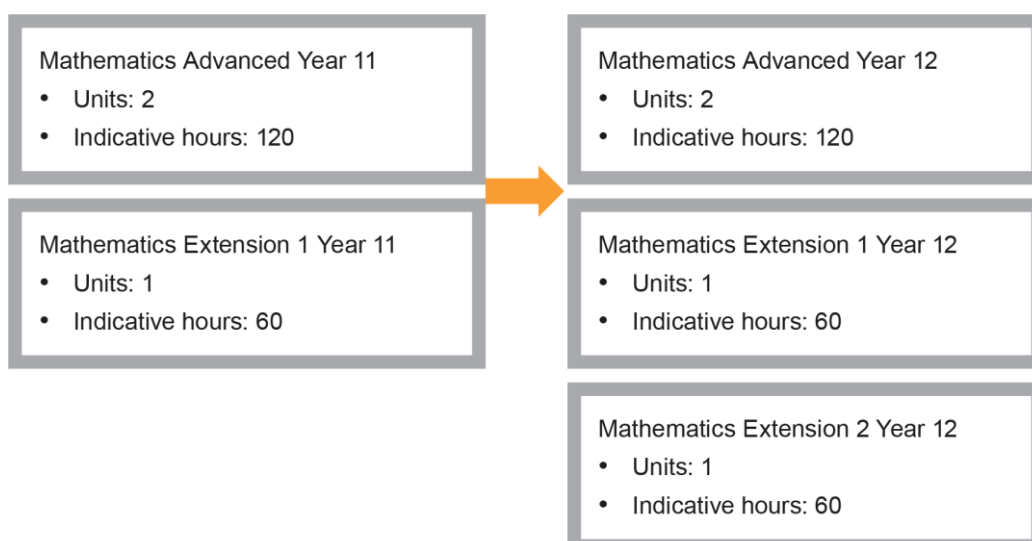 Mathematics Advanced Year 11
• Units: 2
• Indicative hours: 120
Mathematics Extension 1 Year 11
• Units: 1
• Indicative hours: 60
Mathematics Advanced Year 12
• Units: 2
• Indicative hours: 120
Mathematics Extension 1 Year 12
• Units: 1
• Indicative hours: 60
Mathematics Extension 2 Year 12
• Units: 1
• Indicative hours: 60